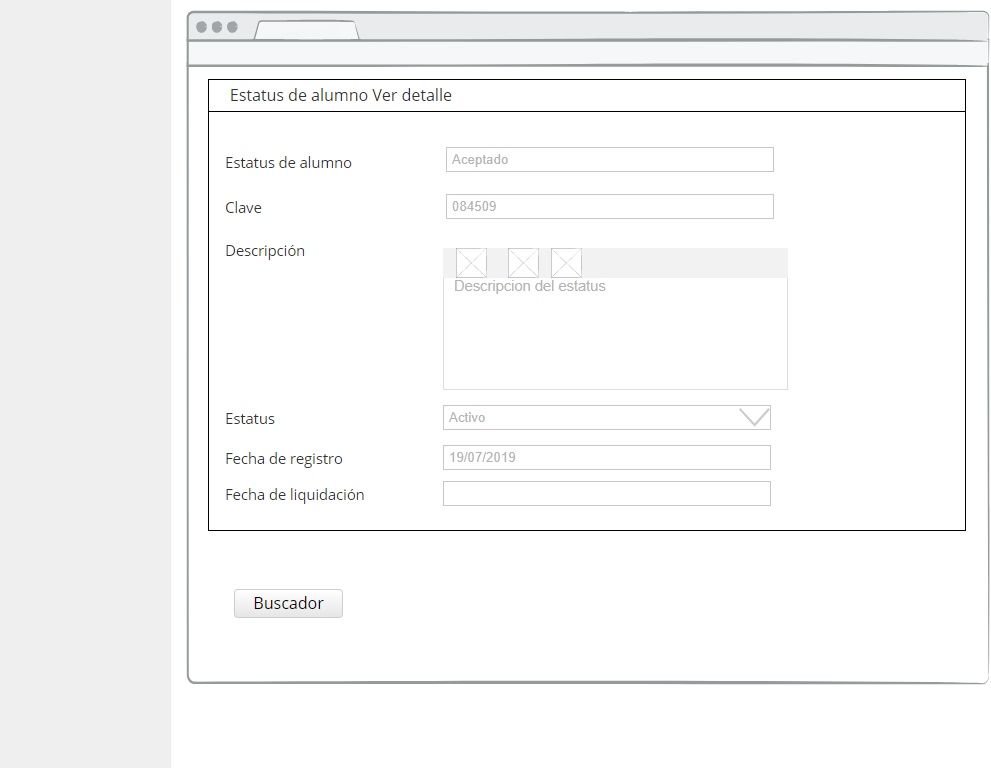 Estatus de alumno Ver detalle
Estatus de alumno
Aceptado
Clave
084509
Descripción
Descripcion del estatus
Estatus
Activo
Fecha de registro
19/07/2019
Fecha de liquidación
Buscador